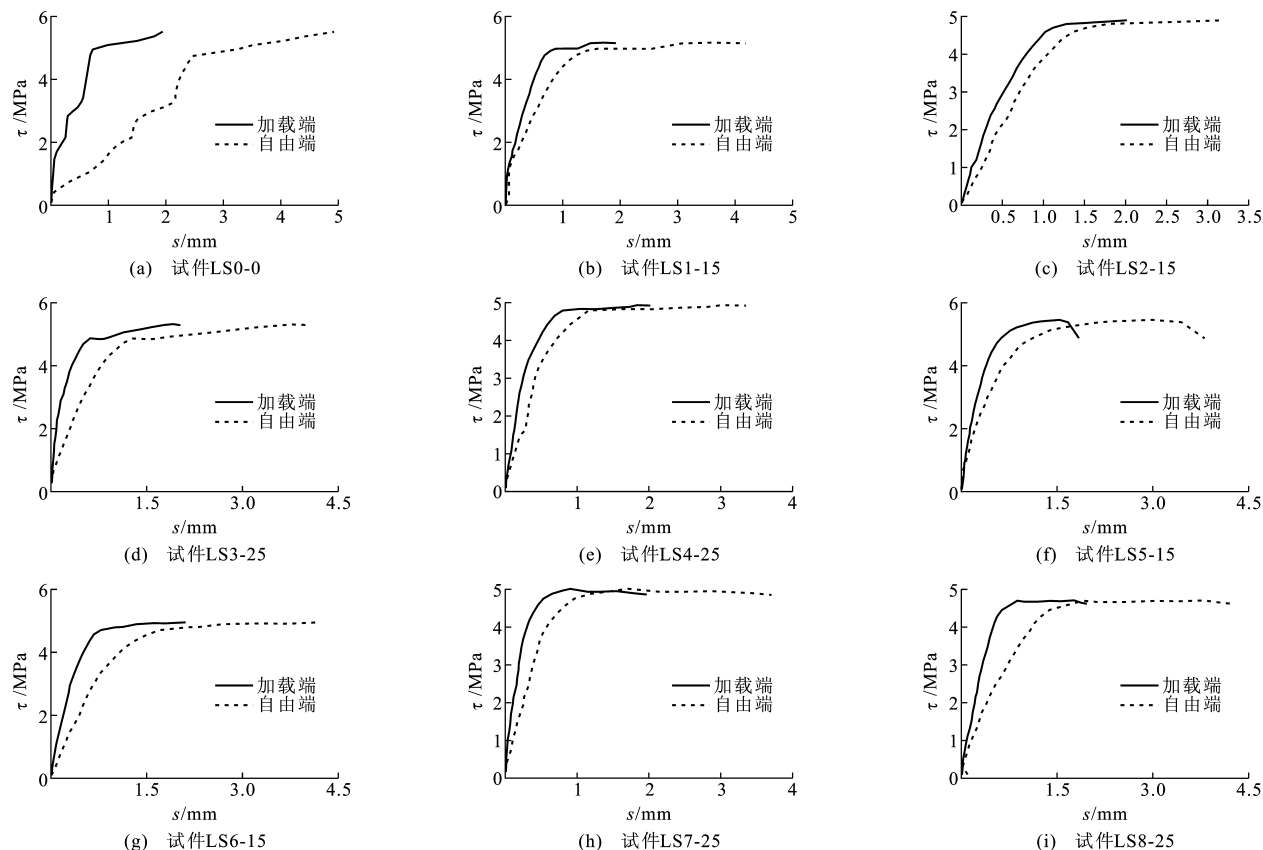 6
4
2
0
τ/MPa
加载端
自由端
1
2
3
4
5
s/mm
(a) 试件LS0-0
6
4
2
0
τ/MPa
加载端
自由端
1
2
3
4
5
s/mm
(b) 试件LS1-15
5
4
3
2
1
0
τ/MPa
加载端
自由端
0.5
1.0
1.5
2.0
2.5
3.0
3.5
s/mm
(c) 试件LS2-15
6
4
2
0
τ/MPa
加载端
自由端
1.5
3.0
4.5
s/mm
(d) 试件LS3-25
5
4
3
2
1
0
τ/MPa
加载端
自由端
1
2
3
4
s/mm
(e) 试件LS4-25
6
4
2
0
τ/MPa
加载端
自由端
1.5
3.0
4.5
s/mm
(f) 试件LS5-15
6
4
2
0
τ/MPa
加载端
自由端
1.5
3.0
4.5
s/mm
(g) 试件LS6-15
5
4
3
2
1
0
τ/MPa
加载端
自由端
1
2
3
4
s/mm
(h) 试件LS7-25
5
4
3
2
1
0
τ/MPa
加载端
自由端
1.5
3.0
4.5
s/mm
(i) 试件LS8-25